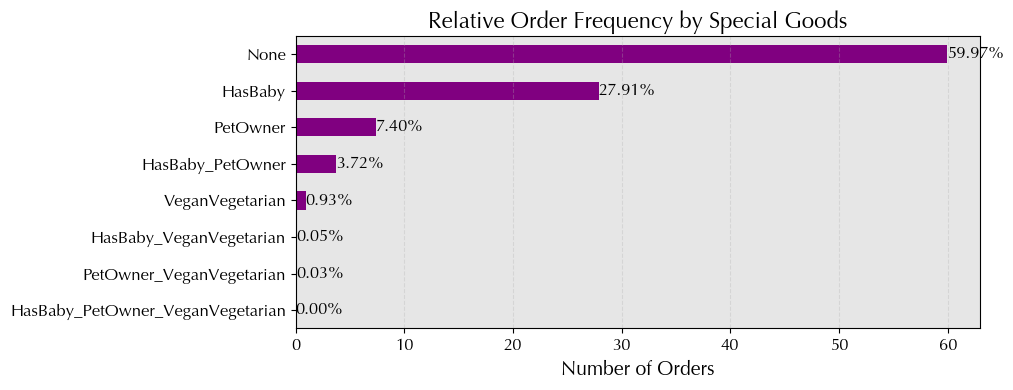 Relative Order Frequency by Special Goods
None 59.97%
HasBaby 27.91%
PetOwner 7.40%
HasBaby_PetOwner 3.72%
VeganVegetarian 0.93%
HasBaby_VeganVegetarian 0.05%
PetOwner_VeganVegetarian 0.03%
HasBaby_PetOwner_VeganVegetarian 0.00%
0 10 20 30 40 50 60
Number of Orders